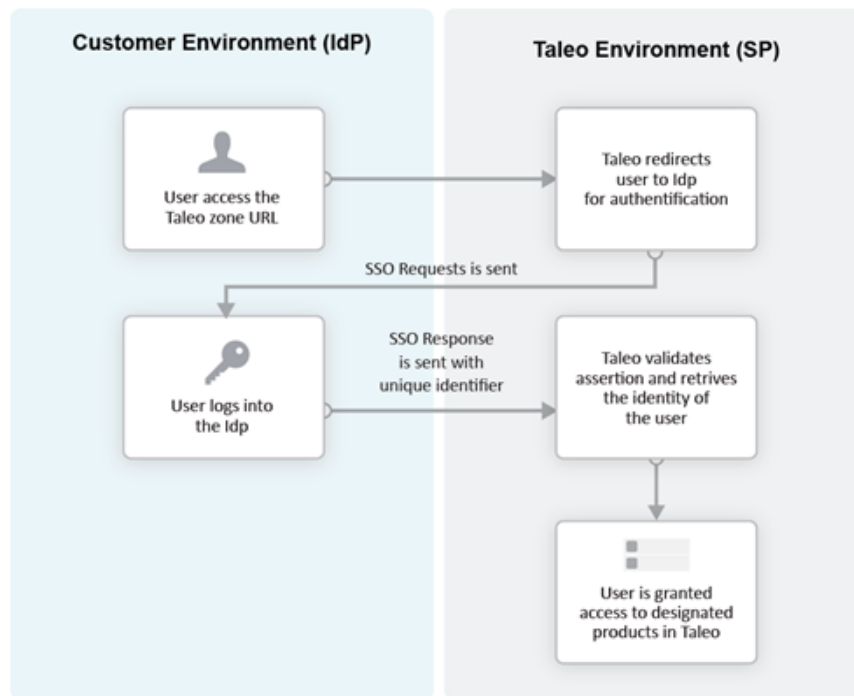 Customer Environment (IdP)
Taleo Environment (SP)
User access the
Taleo zone URL
Taleo redirects
user to Idp
for authentification
SSO Requests is sent
User logs into
the Idp
SSO Response
is sent with
unique identifier
Taleo validates
assertion and retrives
the identity of
the user
User is granted
access to designated
products in Taleo